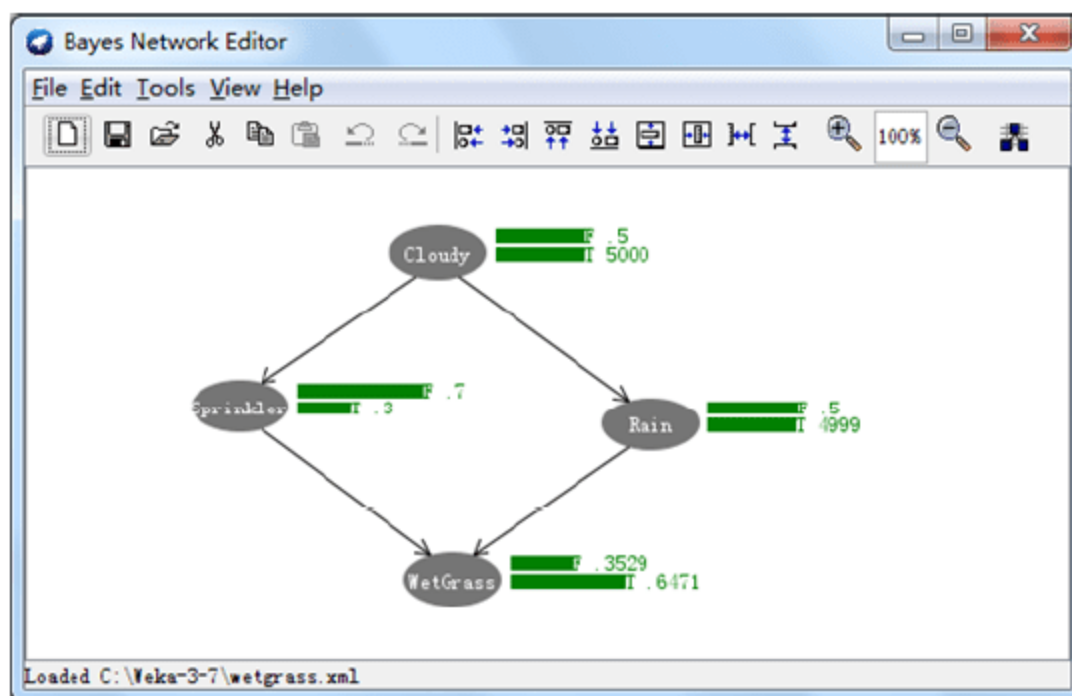 Bayes Network Editor
File Edit Tools View Help
100%
Cloudy
F .5
T 5000
Sprinkler
F .7
T .3
Rain
F .5
T 4999
WetGrass
F .3529
T .6471
Loaded C:\Weka-3-7\wetgrass.xml